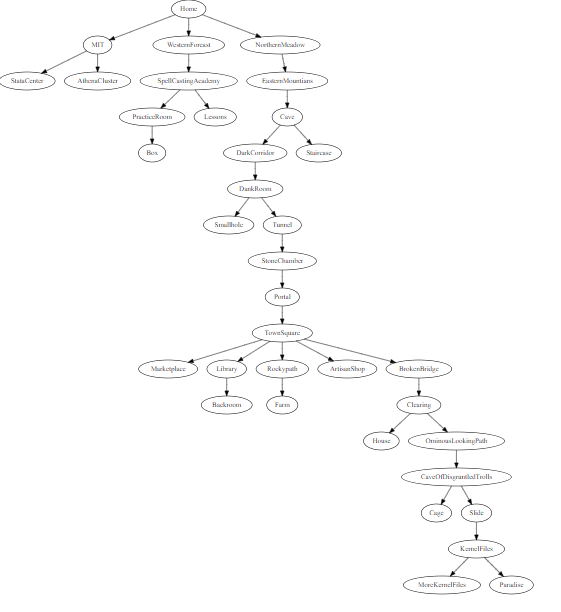 Home
MIT
WesternForeast
NorthernMeadow
StataCenter
AthenaCluster
SpellCastingAcademy
EasternMountians
PracticeRoom
Lessons
Cave
Box
DarkCorridor
Staircase
DankRoom
Smallhole
Tunnel
StoneChamber
Portal
TownSquare
Marketplace
Library
Rockypath
ArtisanShop
BrokenBridge
Backroom
Farm
Clearing
House
OminousLookingPath
CaveOfDisgruntledTrolls
Cage
Slide
KernelFiles
MoreKernelFiles
Paradise